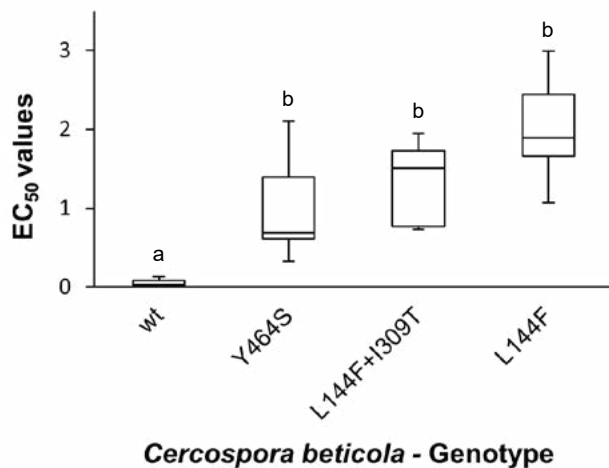 EC50 values
3
2
1
0
a
b
b
b
wt
Y464S
L144F+I309T
L144F
Cercospora beticola - Genotype